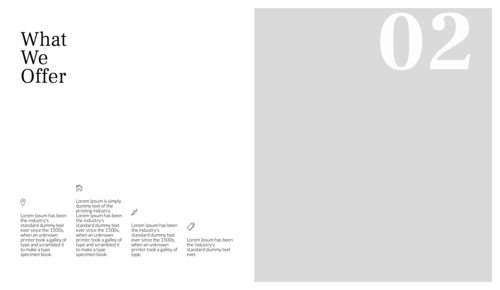 What
We
Offer
02
Lorem Ipsum has been
the industry's
standard dummy text
ever since the 1500s,
when an unknown
printer took a galley of
type and scrambled it
to make a type
specimen book.
Lorem Ipsum is simply
dummy text of the
printing industry.
Lorem Ipsum has been
the industry's
standard dummy text
ever since the 1500s,
when an unknown
printer took a galley of
type and scrambled it
to make a type
specimen book.
Lorem Ipsum has been
the industry's
standard dummy text
ever since the 1500s,
when an unknown
printer took a galley of
type.
Lorem Ipsum has been
the industry's
standard dummy text
ever.